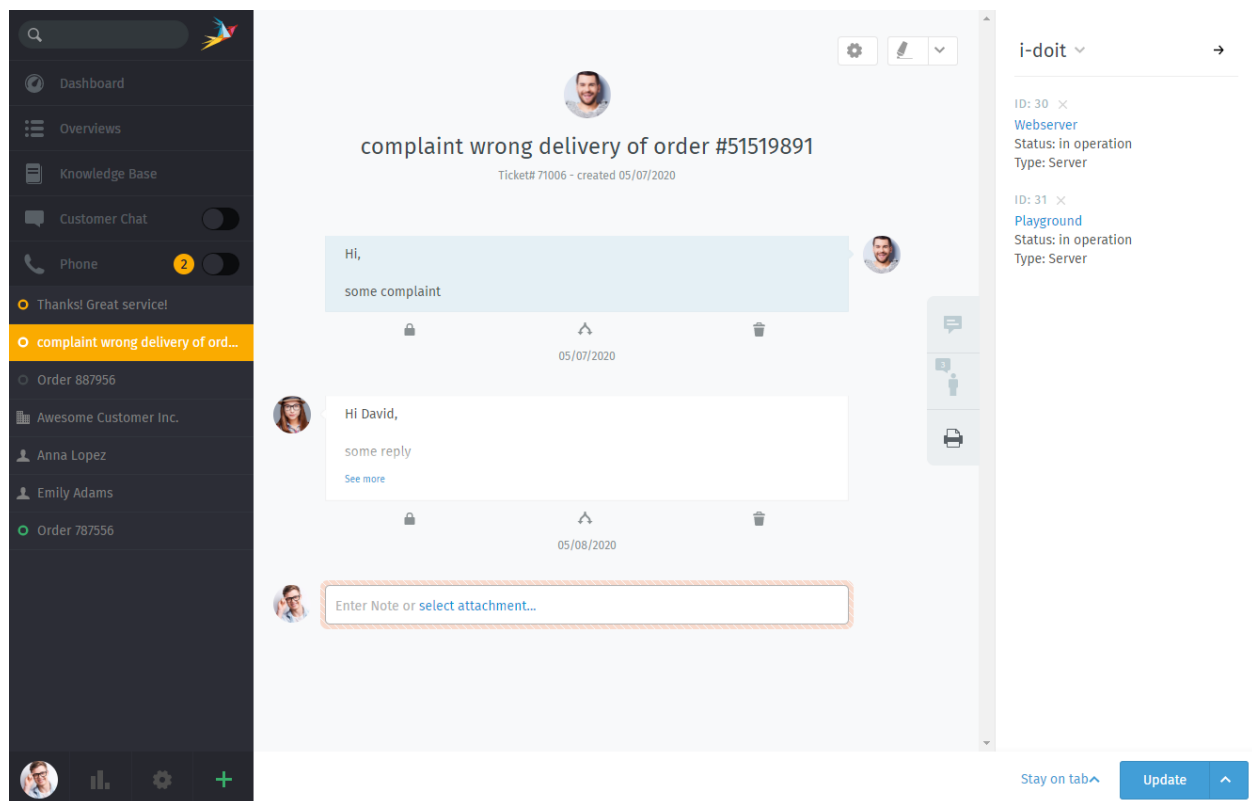 Dashboard
Overviews
Knowledge Base
Customer Chat
Phone 2
Thanks! Great service!
complaint wrong delivery of ord...
Order 887956
Awesome Customer Inc.
Anna Lopez
Emily Adams
Order 787556
complaint wrong delivery of order #51519891
Ticket# 71006 - created 05/07/2020
Hi,
some complaint
05/07/2020
Hi David,
some reply
See more
05/08/2020
Enter Note or select attachment...
3
i-doit
ID: 30
Webserver
Status: in operation
Type: Server
ID: 31
Playground
Status: in operation
Type: Server
Stay on tab
Update